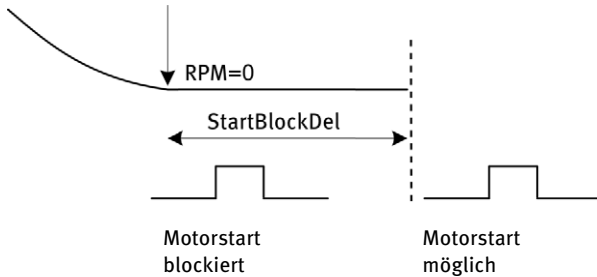 RPM=0
StartBlockDel
Motorstart
blockiert
Motorstart
möglich